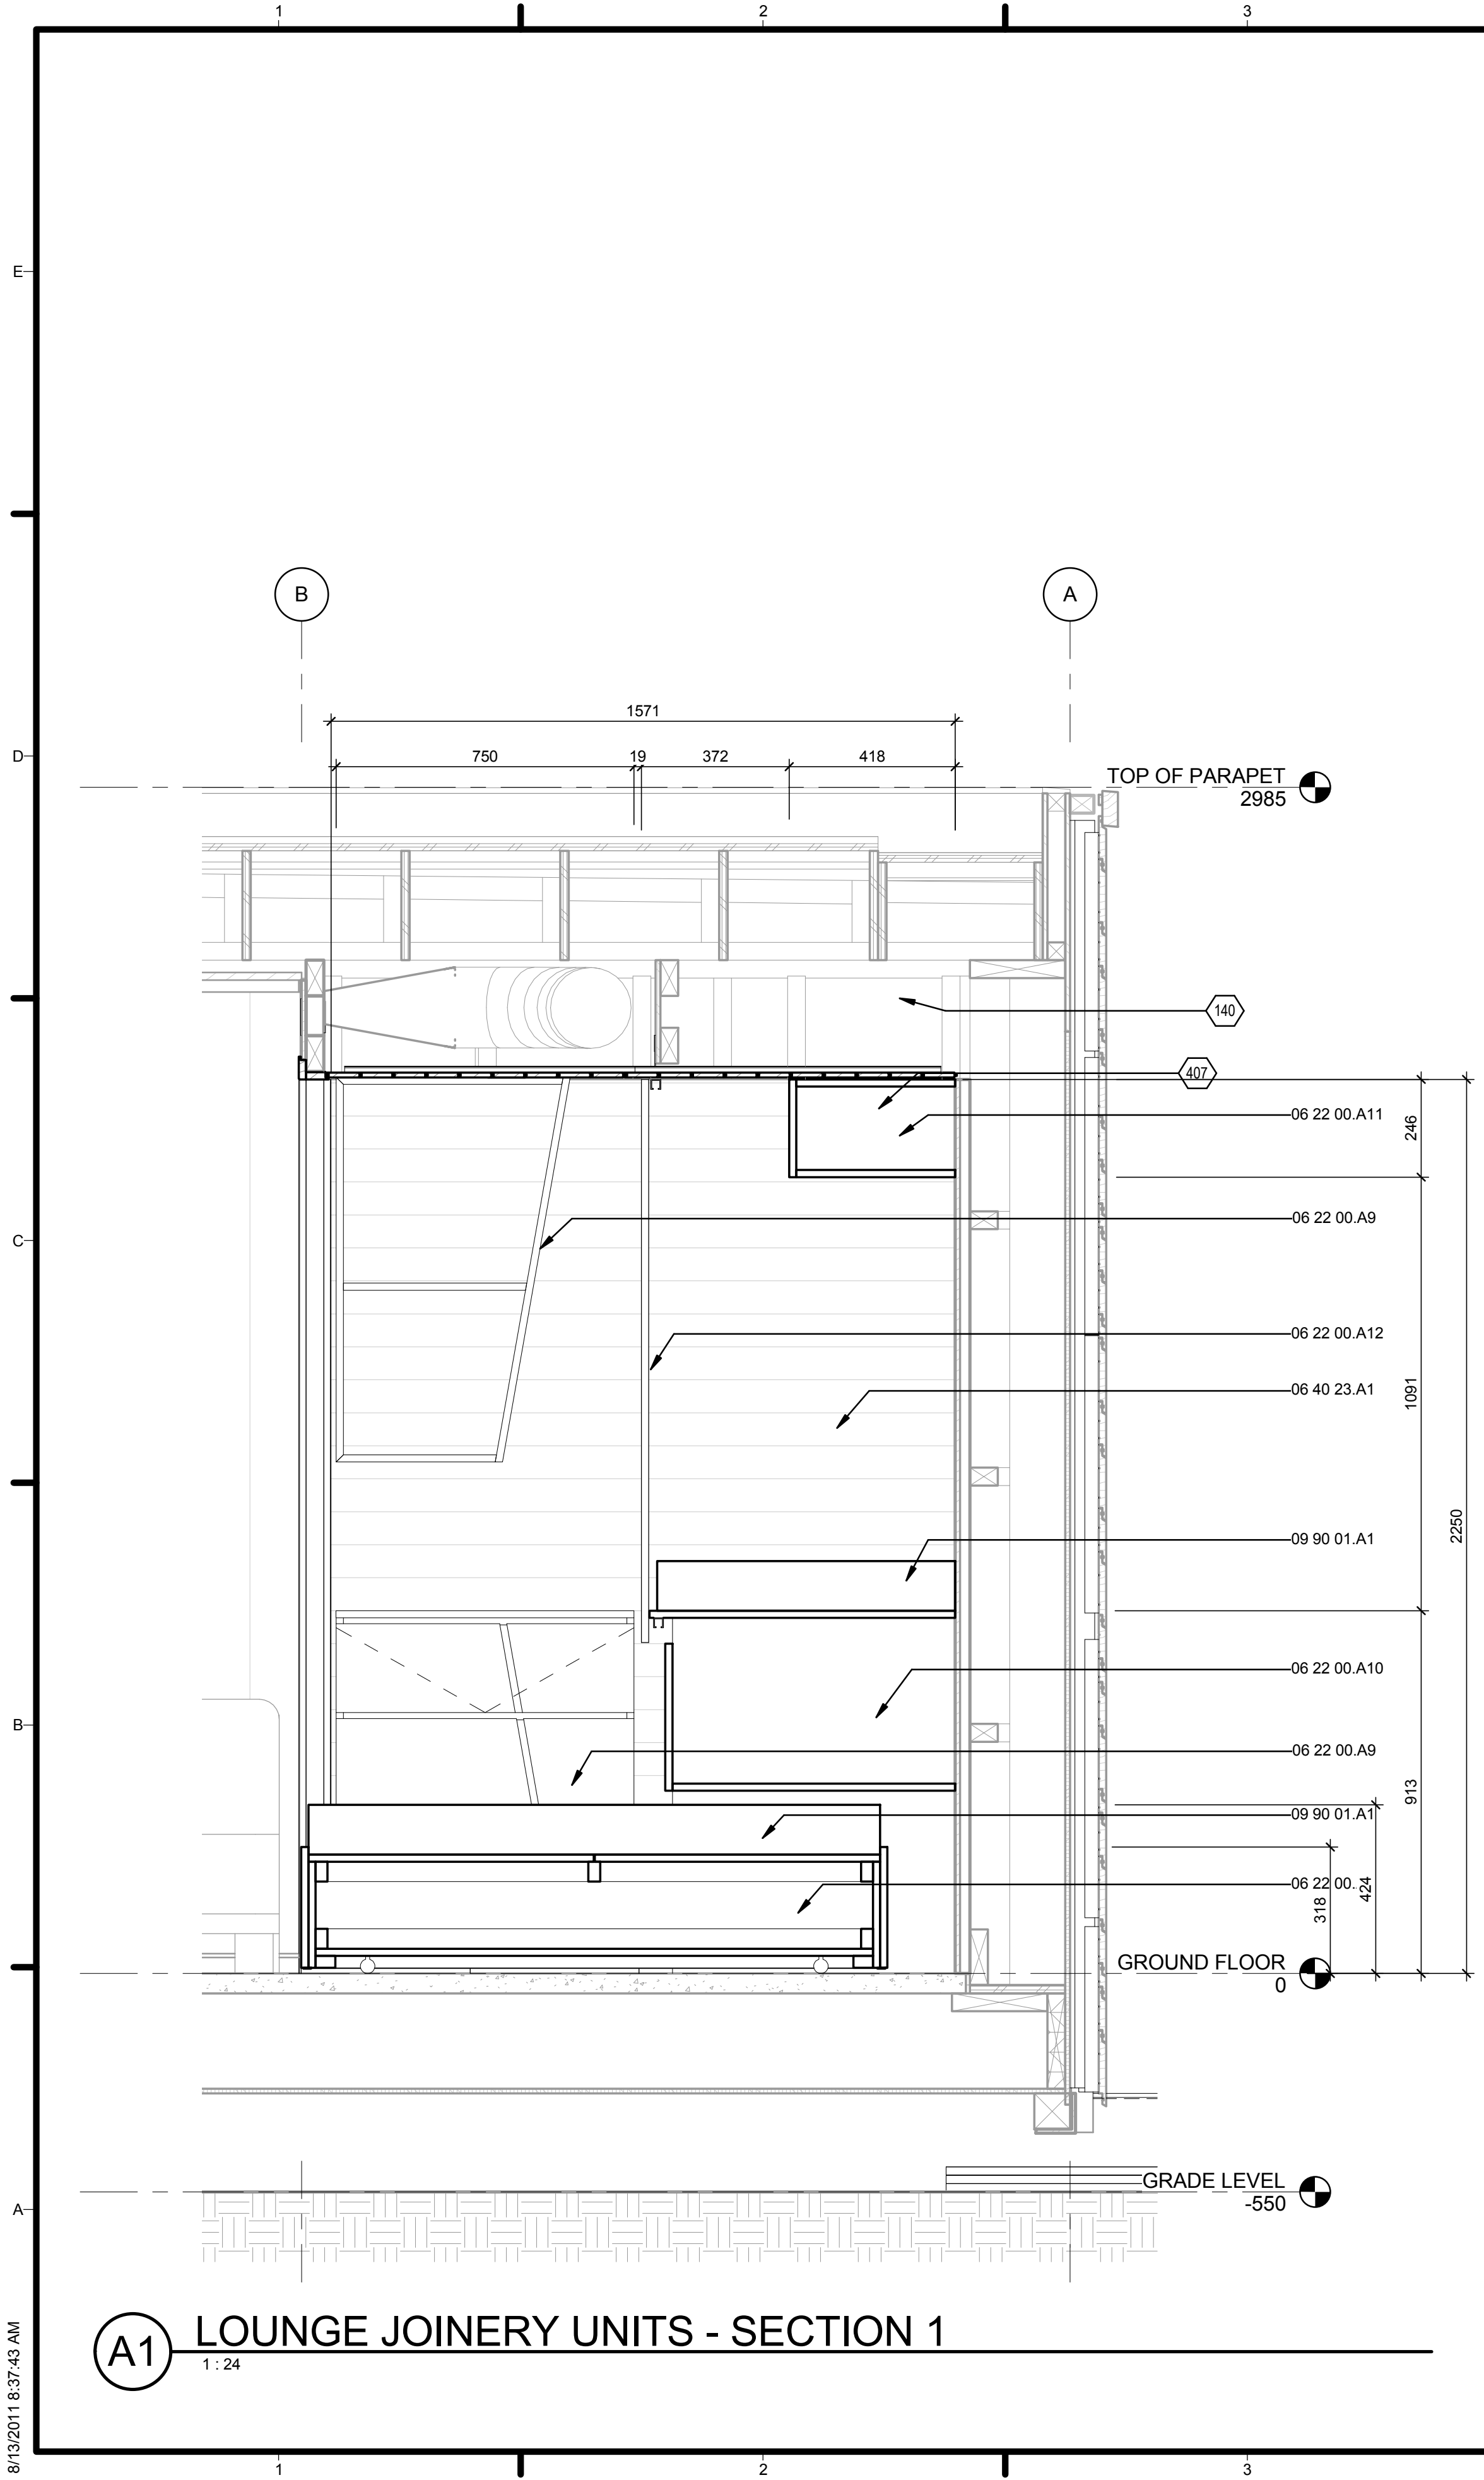 1 2 3
E
D
C
B
A
B A
1571
750 19 372 418
TOP OF PARAPET
2985
140
407
06 22 00.A11
246
06 22 00.A9
06 22 00.A12
06 40 23.A1
1091
2250
09 90 01.A1
06 22 00.A10
06 22 00.A9
913
09 90 01.A1
06 22 00.
424
318
GROUND FLOOR
0
GRADE LEVEL
-550
A1 LOUNGE JOINERY UNITS - SECTION 1
1 : 24
8/13/2011 8:37:43 AM
1 2 3